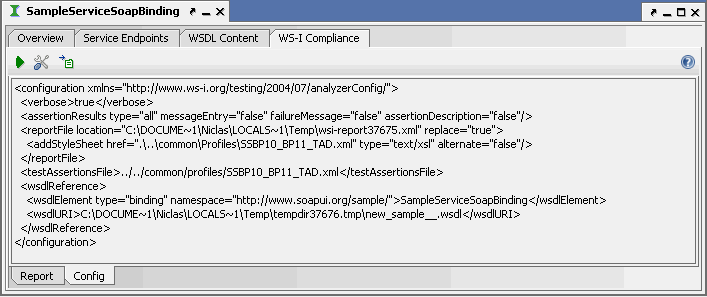 SampleServiceSoapBinding
Overview Service Endpoints WSDL Content WS-I Compliance
<configuration xmlns="http://www.ws-i.org/testing/2004/07/analyzerConfig/">
<verbose>true</verbose>
<assertionResults type="all" messageEntry="false" failureMessage="false" assertionDescription="false"/>
<reportFile location="C:\DOCUME~1\Niclas\LOCALS~1\Temp\wsi-report37675.xml" replace="true">
<addStyleSheet href=".\..\common\Profiles\SSBP10_BP11_TAD.xml" type="text/xsl" alternate="false"/>
</reportFile>
<testAssertionsFile>../../common/profiles/SSBP10_BP11_TAD.xml</testAssertionsFile>
<wsdlReference>
<wsdlElement type="binding" namespace="http://www.soapui.org/sample/">SampleServiceSoapBinding</wsdlElement>
<wsdlURI>C:\DOCUME~1\Niclas\LOCALS~1\Temp\tempdir37676.tmp\new_sample__.wsdl</wsdlURI>
</wsdlReference>
</configuration>
Report Config